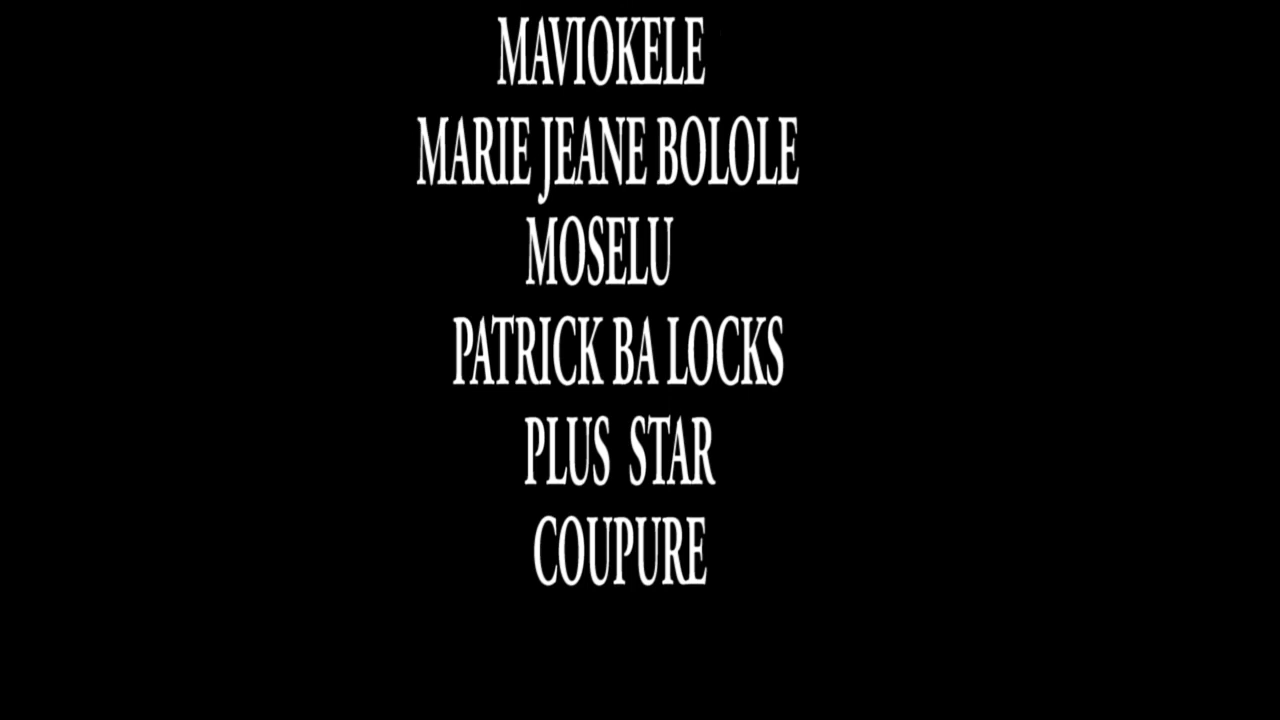 MAVIOKELE
MARIE JEANE BOLOLE
MOSELU
PATRICK BA LOCKS
PLUS STAR
COUPURE